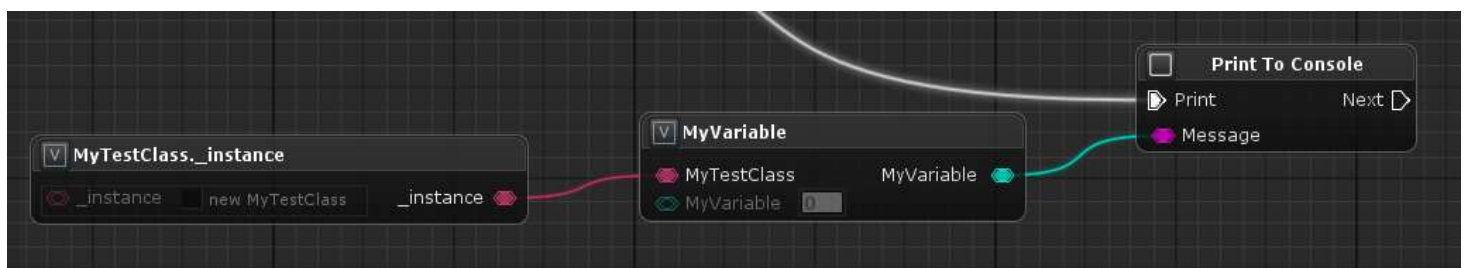 V MyTestClass._instance
_instance new MyTestClass _instance
V MyVariable
MyTestClass MyVariable
MyVariable 0
Print To Console
Print Next
Message